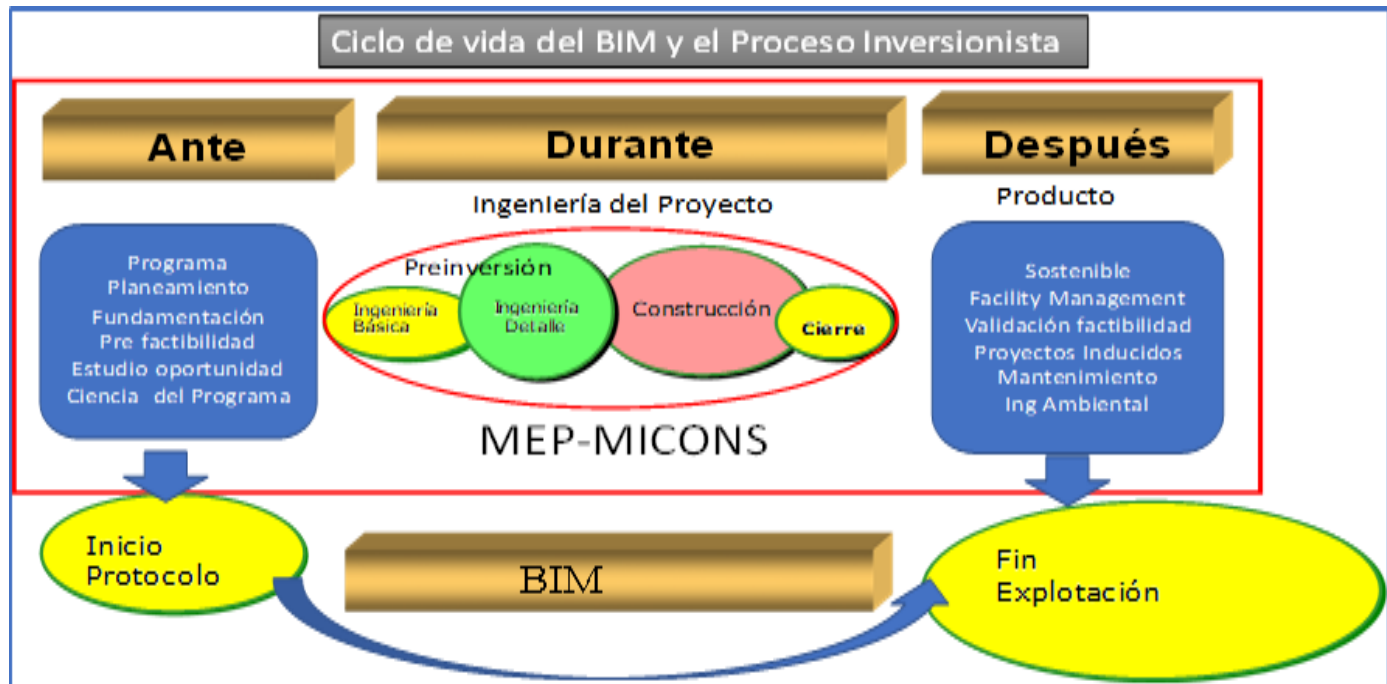 Ciclo de vida del BIM y el Proceso Inversionista
Ante
Durante
Después
Ingeniería del Proyecto
Producto
Programa
Planeamiento
Fundamentación
Pre factibilidad
Estudio oportunidad
Ciencia del Programa
Preinversión
Ingeniería
Básica
Ingeniería
Detalle
Construcción
Cierre
MEP-MICONS
Sostenible
Facility Management
Validación factibilidad
Proyectos Inducidos
Mantenimiento
Ing Ambiental
Inicio
Protocolo
BIM
Fin
Explotación